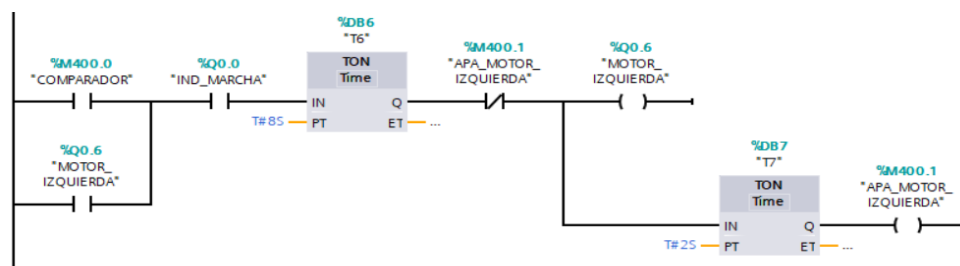 %DB6
"T6"
%M400.0
"COMPARADOR"
%Q0.0
"IND_MARCHA"
TON
Time
%M400.1
"APA_MOTOR_
IZQUIERDA"
%Q0.6
"MOTOR_
IZQUIERDA"
IN
Q
T#8S
PT
ET
...
%Q0.6
"MOTOR_
IZQUIERDA"
%DB7
"T7"
TON
Time
%M400.1
"APA_MOTOR_
IZQUIERDA"
IN
Q
T#2S
PT
ET
...